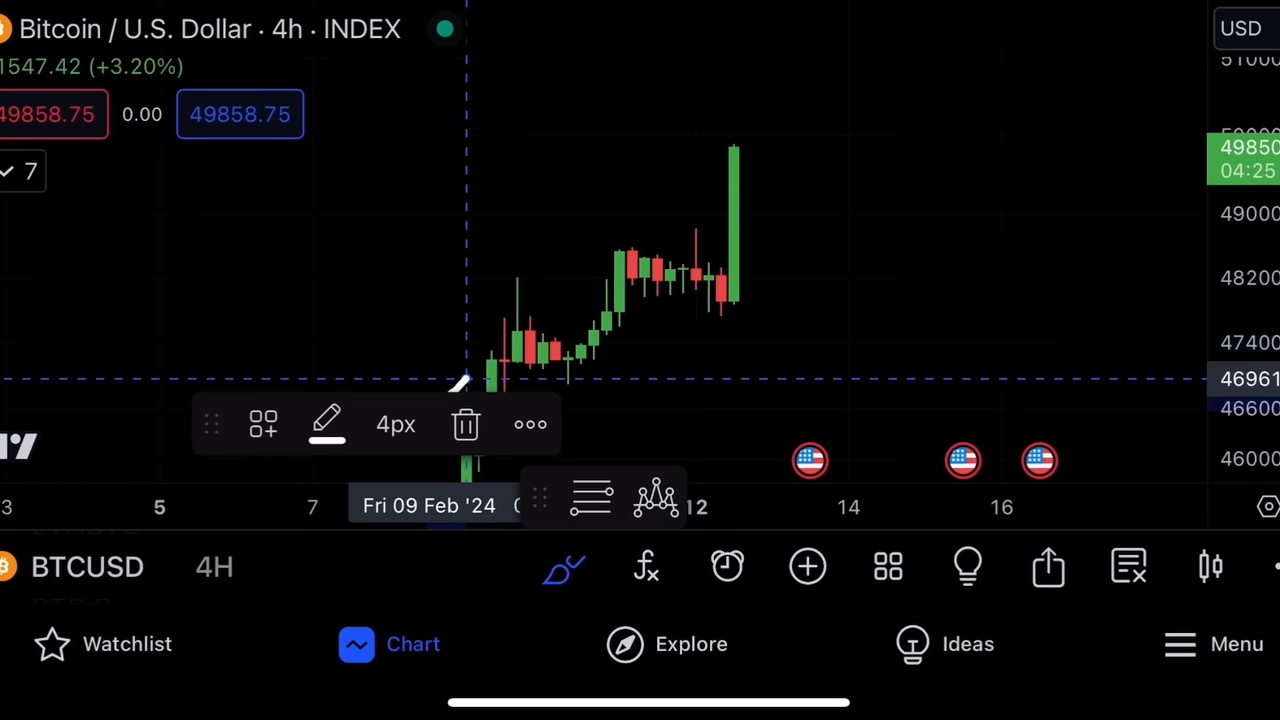 Bitcoin / U.S. Dollar · 4h · INDEX
USD
1547.42 (+3.20%)
49858.75
0.00
49858.75
7
49850
04:25
49000
48200
47400
46961
46600
46000
4px
3
5
7
Fri 09 Feb '24
12
14
16
BTCUSD
4H
Watchlist
Chart
Explore
Ideas
Menu